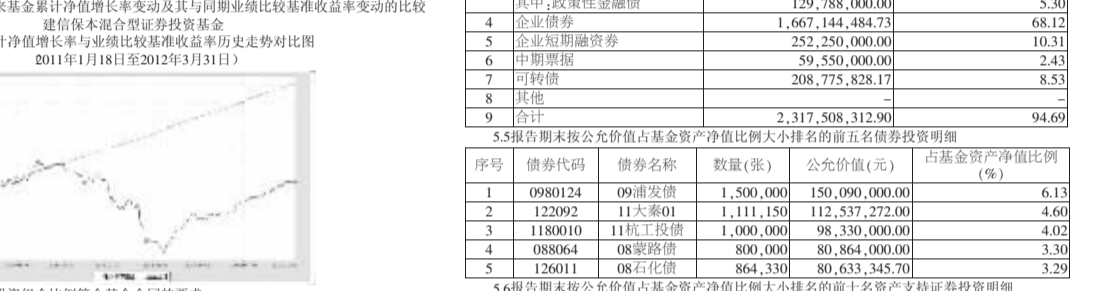 来基金累计净值增长率变动及其与同期业绩比较基准收益率变动的比较
建信保本混合型证券投资基金
计净值增长率与业绩比较基准收益率历史走势对比图
2011年1月18日至2012年3月31日）
其中:政策性金融债 129,788,000.00 5.30
4 企业债券 1,667,144,484.73 68.12
5 企业短期融资券 252,250,000.00 10.31
6 中期票据 59,550,000.00 2.43
7 可转债 208,775,828.17 8.53
8 其他 – –
9 合计 2,317,508,312.90 94.69
5.5报告期末按公允价值占基金资产净值比例大小排名的前五名债券投资明细
序号 债券代码 债券名称 数量(张) 公允价值(元) 占基金资产净值比例
(%)
1 0980124 09浦发债 1,500,000 150,090,000.00 6.13
2 122092 11大秦01 1,111,150 112,537,272.00 4.60
3 1180010 11杭工投债 1,000,000 98,330,000.00 4.02
4 088064 08蒙路债 800,000 80,864,000.00 3.30
5 126011 08石化债 864,330 80,633,345.70 3.29
5.6报告期末按公允价值占基金资产净值比例大小排名的前十名资产支持证券投资明细